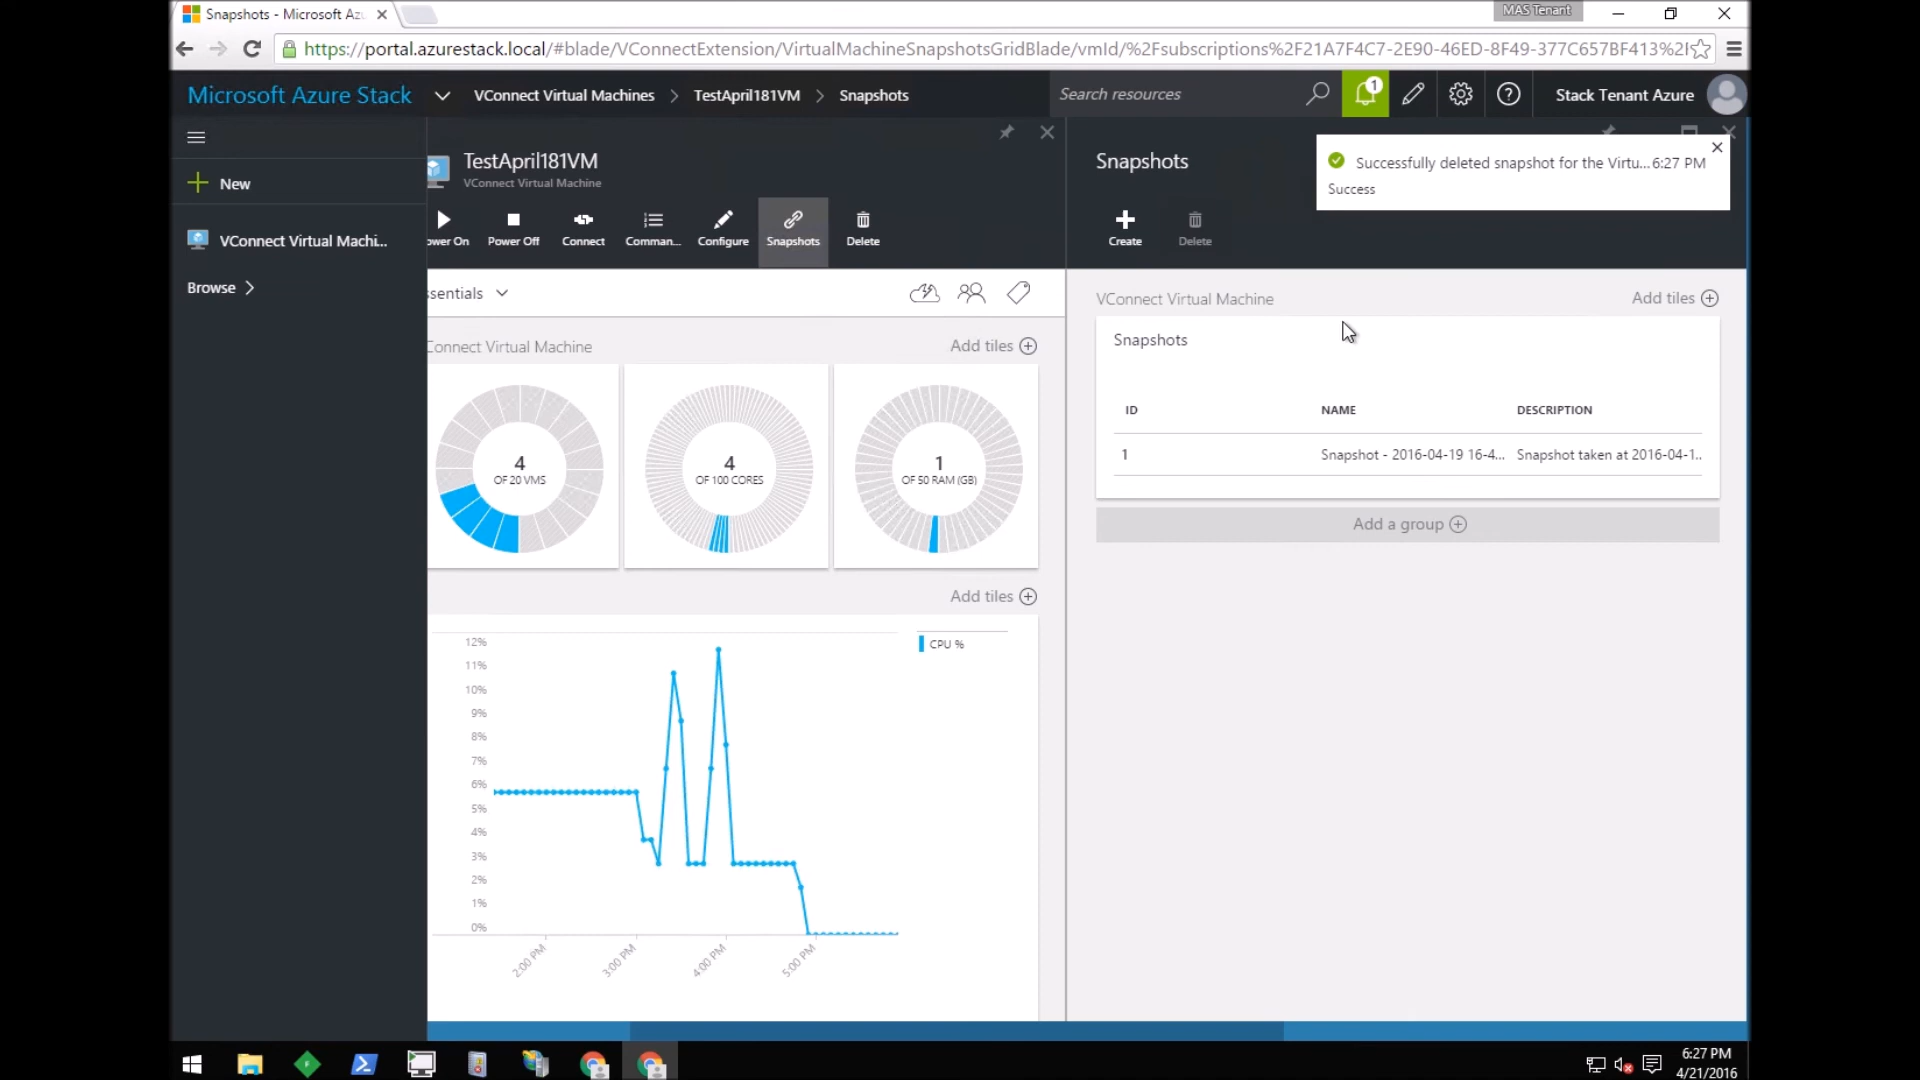 Snapshots - Microsoft Az
MAS Tenant
https://portal.azurestack.local/#blade/VConnectExtension/VirtualMachineSnapshotsGridBlade/vmId/%2Fsubscriptions%2F21A7F4C7-2E90-46ED-8F49-377C657BF413%2
Microsoft Azure Stack
VConnect Virtual Machines > TestApril181VM > Snapshots
Search resources
1
Stack Tenant Azure
New
VConnect Virtual Machi...
Browse
TestApril181VM
VConnect Virtual Machine
ower On
Power Off
Connect
Comman...
Configure
Snapshots
Delete
Snapshots
Successfully deleted snapshot for the Virtu... 6:27 PM
Success
Create
Delete
ssentials
Connect Virtual Machine
Add tiles
4
OF 20 VMS
4
OF 100 CORES
1
OF 50 RAM (GB)
Add tiles
CPU %
12%
11%
10%
9%
8%
7%
6%
5%
4%
3%
2%
1%
0%
2:00 PM
3:00 PM
4:00 PM
5:00 PM
VConnect Virtual Machine
Add tiles
Snapshots
ID NAME DESCRIPTION
1 Snapshot - 2016-04-19 16-4... Snapshot taken at 2016-04-1..
Add a group
6:27 PM
4/21/2016